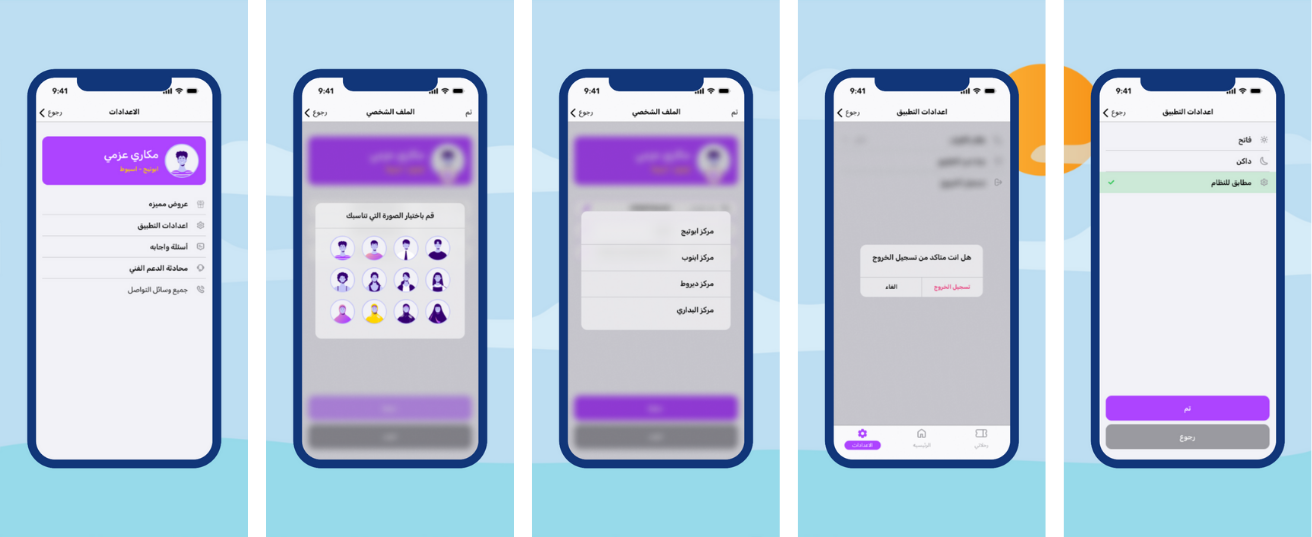 9:41
الاعدادات
رجوع
مكاري عزمي
ابوتيج - اسيوط
عروض مميزه
اعدادات التطبيق
أسئلة واجابه
محادثة الدعم الفني
جميع وسائل التواصل
9:41
تم
الملف الشخصي
رجوع
قم باختيار الصورة التي تناسبك
9:41
تم
الملف الشخصي
رجوع
مركز ابوتيج
مركز ابنوب
مركز ديروط
مركز البداري
9:41
اعدادات التطبيق
رجوع
هل انت متاكد من تسجيل الخروج
تسجيل الخروج
الغاء
بطاقتي
الرئيسية
الاعدادات
9:41
اعدادات التطبيق
رجوع
فاتح
داكن
مطابق للنظام
تم
رجوع